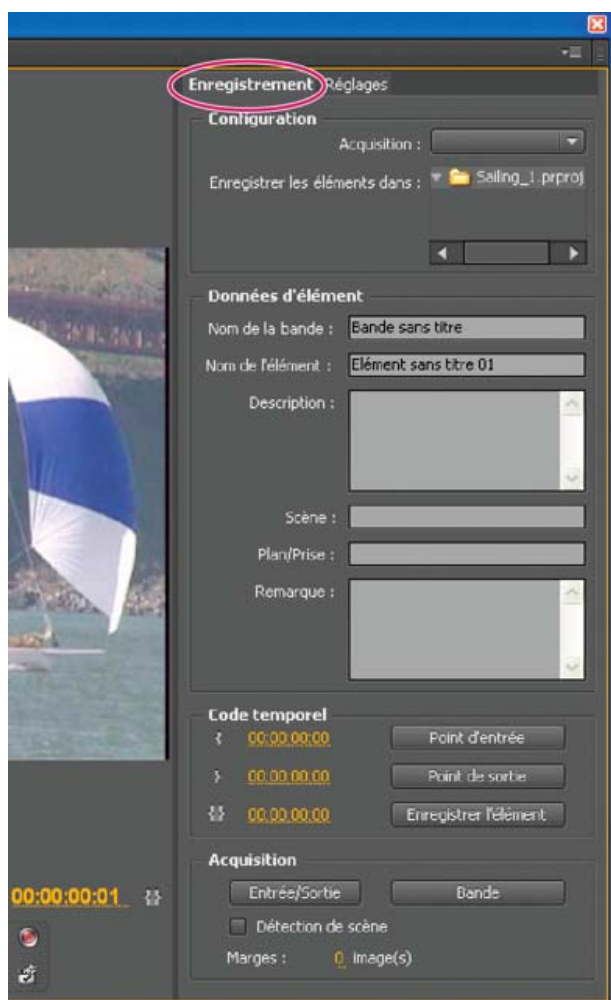 Enregistrement Réglages
Configuration
Acquisition :
Enregistrer les éléments dans : Sailing_1.prproj
Données d'élément
Nom de la bande : Bande sans titre
Nom de l'élément : Elément sans titre 01
Description :
Scène :
Plan/Prise :
Remarque :
Code temporel
00:00:00:00 Point d'entrée
00:00:00:00 Point de sortie
00:00:00:00 Enregistrer l'élément
Acquisition
00:00:00:01 Entrée/Sortie Bande
Détection de scène
Marges : 0 image(s)